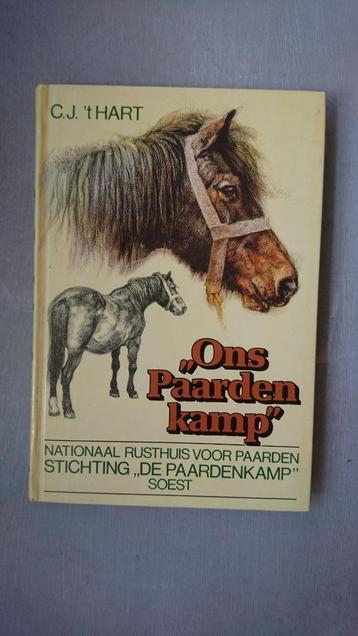 C.J. 't HART
„Ons
Paarden
kamp"
NATIONAAL RUSTHUIS VOOR PAARDEN
STICHTING „DE PAARDENKAMP"
SOEST